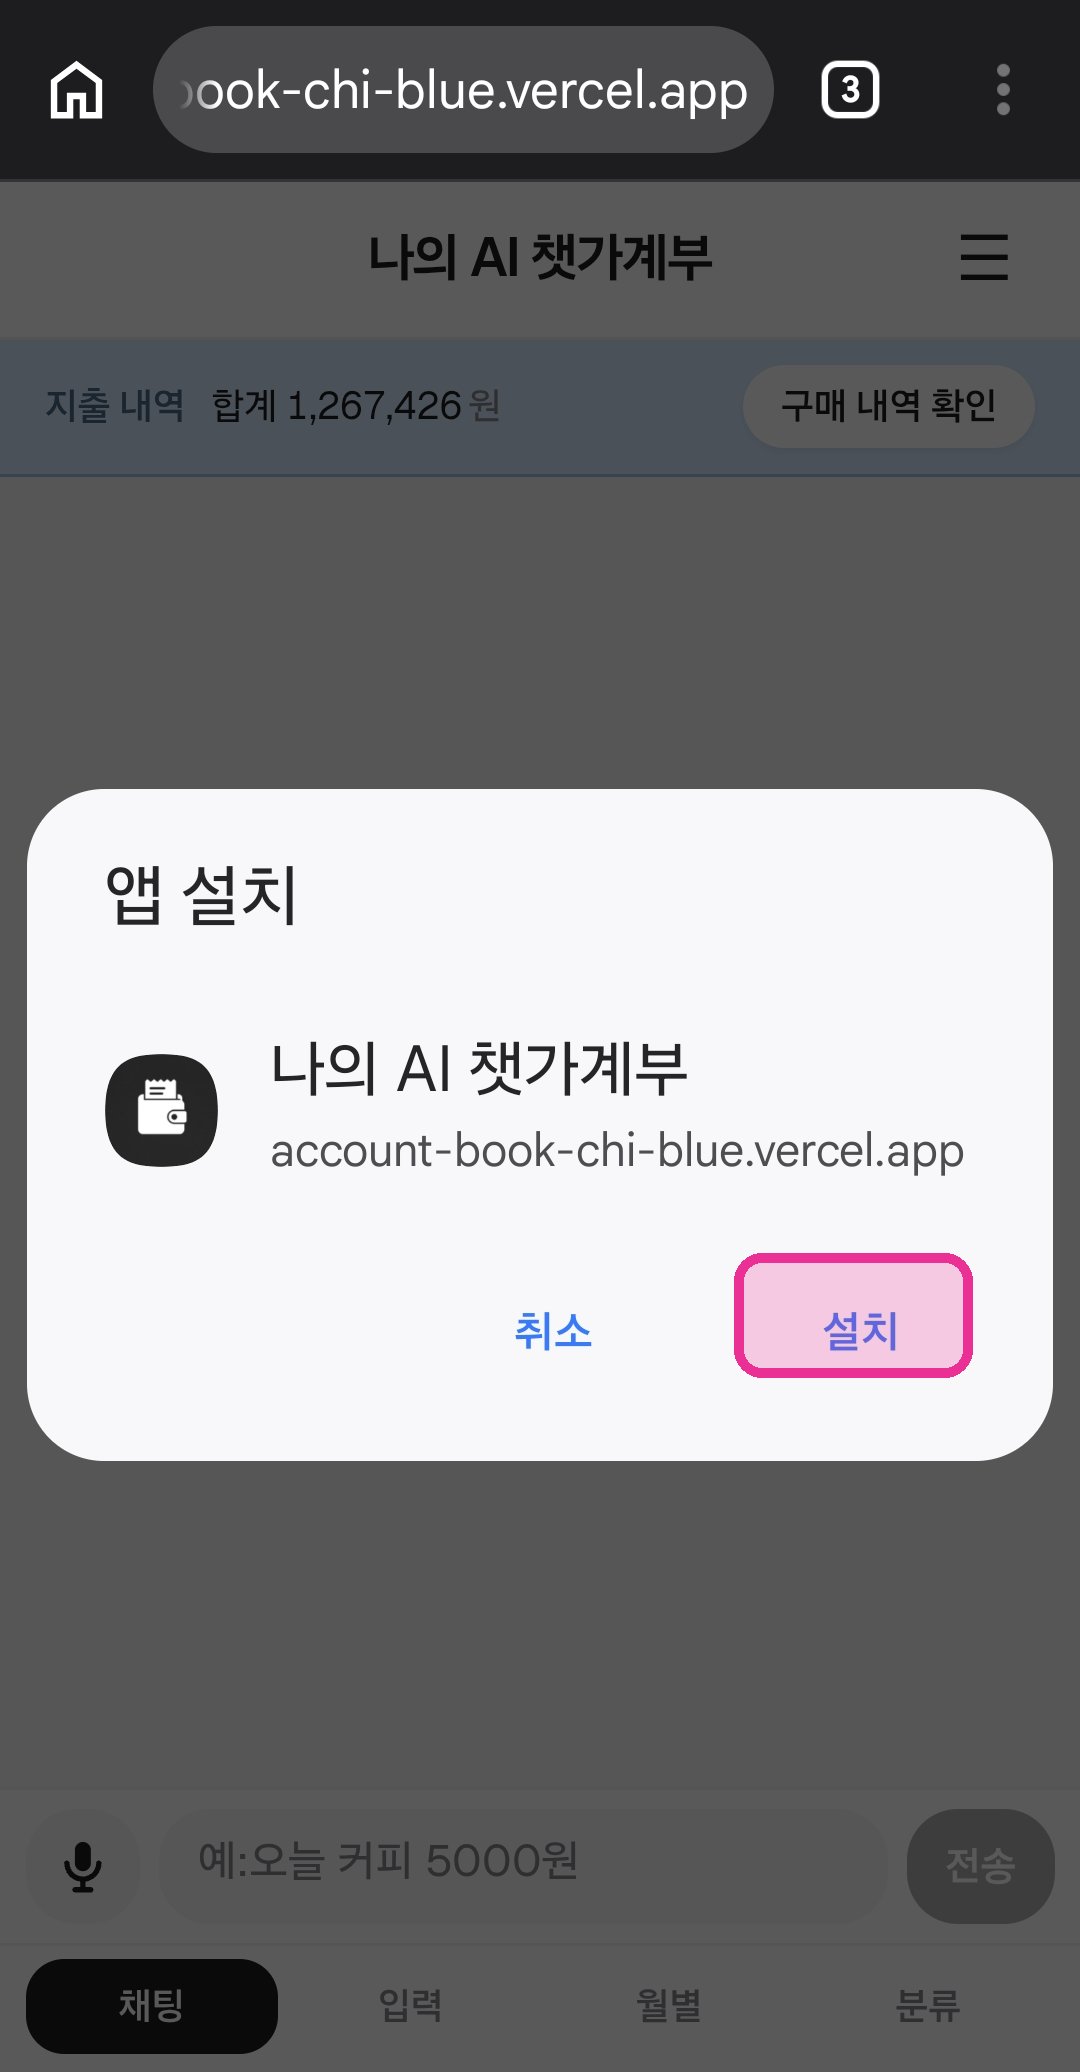 ook-chi-blue.vercel.app
3
나의 AI 챗가계부
지출 내역 합계 1,267,426원
구매 내역 확인
앱 설치
나의 AI 챗가계부
account-book-chi-blue.vercel.app
취소
설치
예:오늘 커피 5000원
전송
채팅
입력
월별
분류